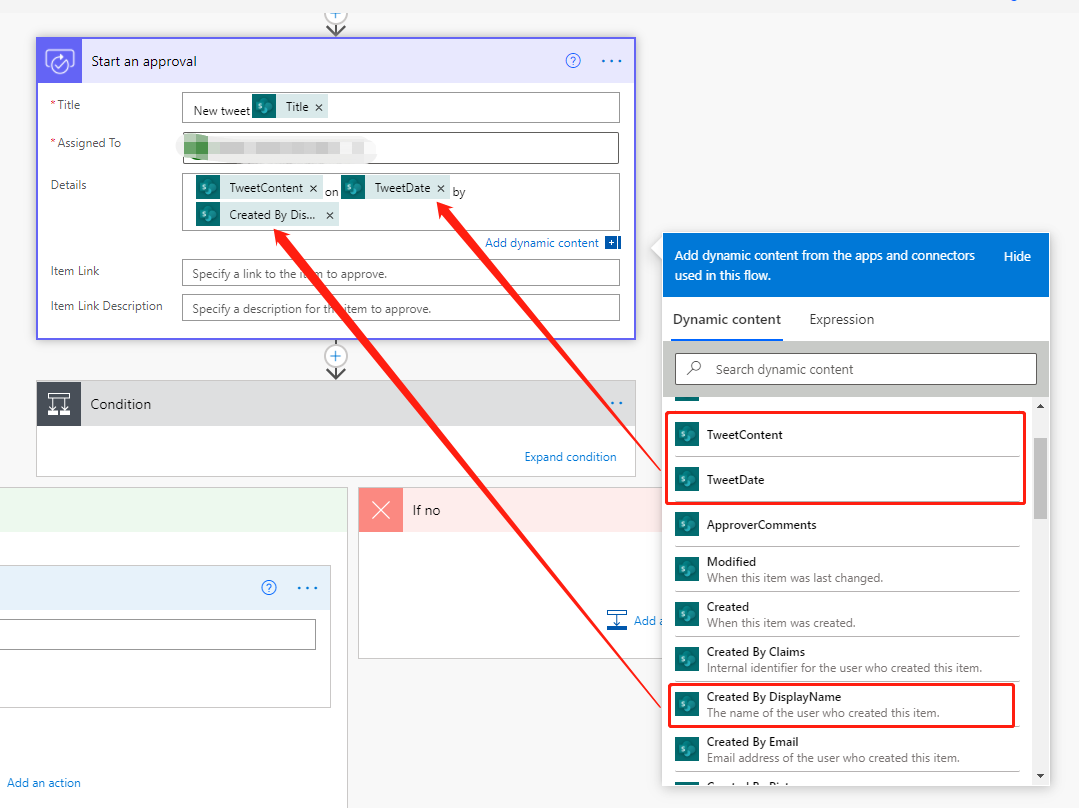 Start an approval
* Title
New tweet Title ×
* Assigned To
Details
TweetContent × on TweetDate × by
Created By Dis... ×
Add dynamic content
Item Link
Specify a link to the item to approve.
Item Link Description
Specify a description for the item to approve.
Condition
Expand condition
If no
Add a
Add an action
Add dynamic content from the apps and connectors
used in this flow.
Hide
Dynamic content
Expression
Search dynamic content
TweetContent
TweetDate
ApproverComments
Modified
When this item was last changed.
Created
When this item was created.
Created By Claims
Internal identifier for the user who created this item.
Created By DisplayName
The name of the user who created this item.
Created By Email
Email address of the user who created this item.